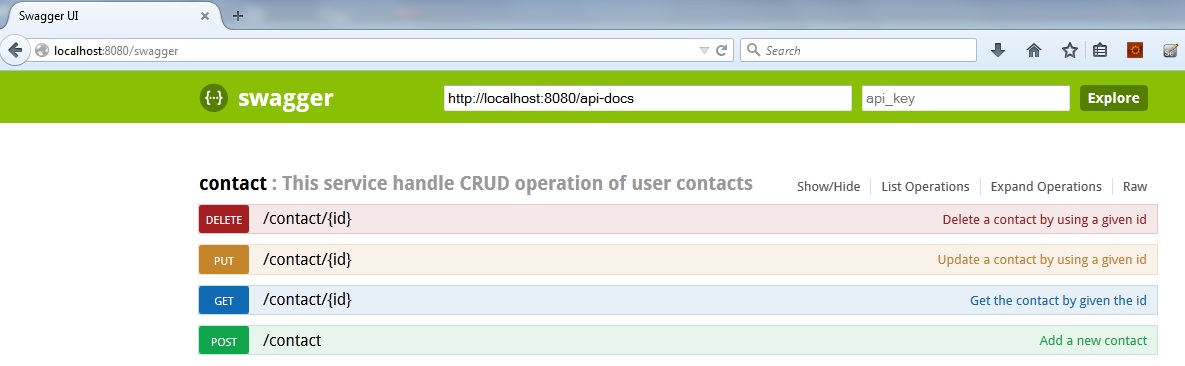 Swagger UI
localhost:8080/swagger
Search
{··} swagger http://localhost:8080/api-docs api_key Explore
contact : This service handle CRUD operation of user contacts Show/Hide List Operations Expand Operations Raw
DELETE /contact/{id} Delete a contact by using a given id
PUT /contact/{id} Update a contact by using a given id
GET /contact/{id} Get the contact by given the id
POST /contact Add a new contact